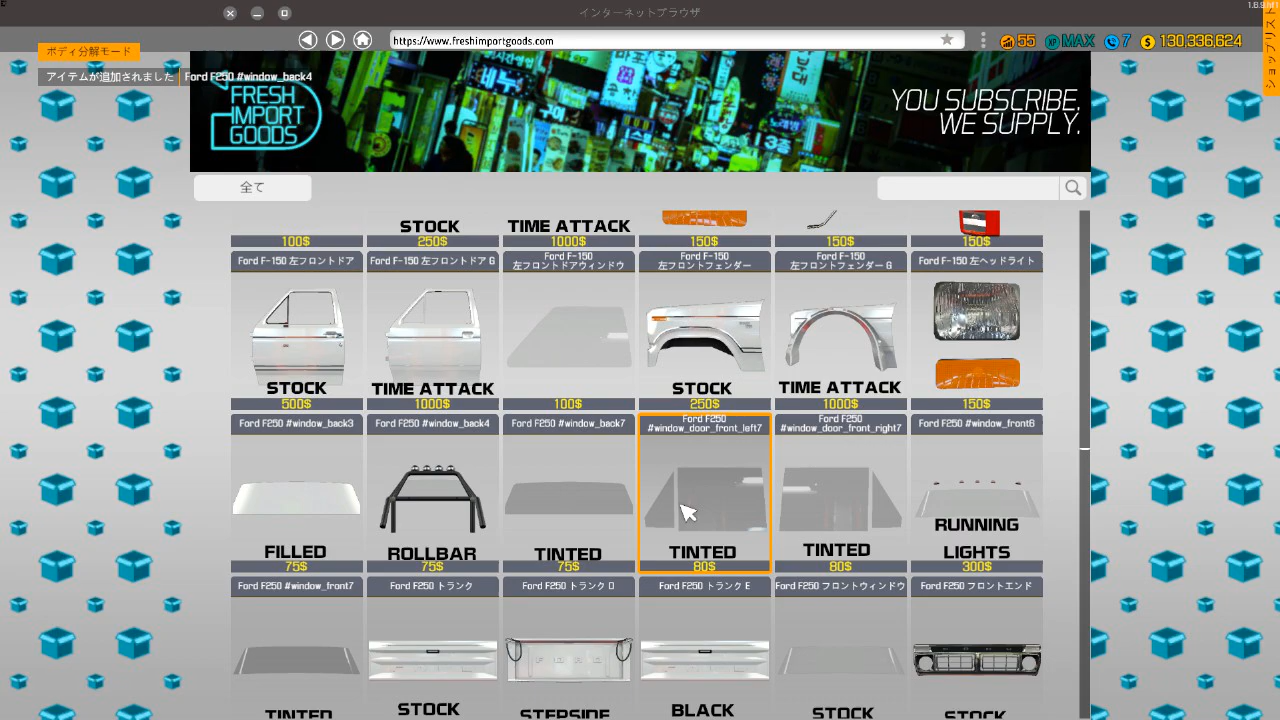 インターネットブラウザ
1.6.9.hf1
ショップリスト
https://www.freshimportgoods.com
55
MAX
7
130,336,624
ボディ分解モード
アイテムが追加されました
Ford F250 #window_back4
FRESH
IMPORT
GOODS
YOU SUBSCRIBE,
WE SUPPLY.
全て
STOCK
TIME ATTACK
100$
250$
1000$
150$
150$
150$
Ford F-150 左フロントドア
Ford F-150 左フロントドア G
Ford F-150
左フロントドアウィンドウ
Ford F-150
左フロントフェンダー
Ford F-150
左フロントフェンダー G
Ford F-150 左ヘッドライト
STOCK
TIME ATTACK
STOCK
TIME ATTACK
500$
1000$
100$
250$
1000$
150$
Ford F250 #window_back3
Ford F250 #window_back4
Ford F250 #window_back7
Ford F250
#window_door_front_left7
Ford F250
#window_door_front_right7
Ford F250 #window_front6
FILLED
ROLLBAR
TINTED
TINTED
TINTED
RUNNING
LIGHTS
75$
75$
75$
80$
80$
300$
Ford F250 #window_front7
Ford F250 トランク
Ford F250 トランク D
Ford F250 トランク E
Ford F250 フロントウィンドウ
Ford F250 フロントエンド
FORD
TINTED
STOCK
STEPSIDE
BLACK
STOCK
STOCK